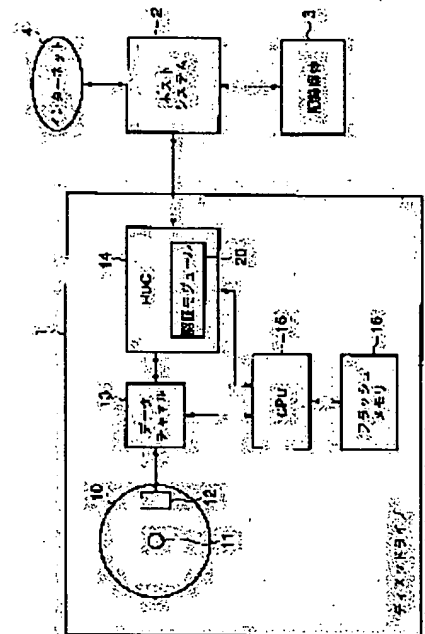 4
インターネット
2
ホスト
システム
3
記憶媒体
1
14
HDC
認証モジュール
20
13
データ
チャネル
15
CPU
16
フラッシュ
メモリ
10
12
11
ディスクドライブ